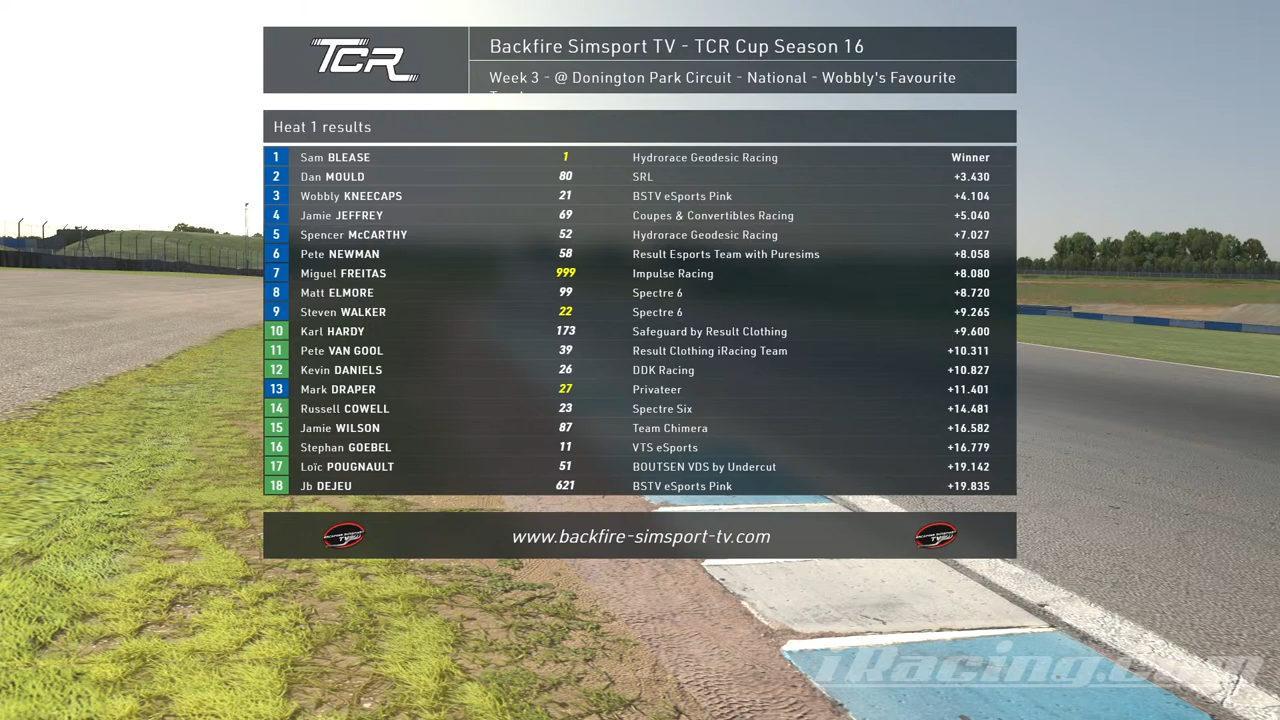 TCR
Backfire Simsport TV - TCR Cup Season 16
Week 3 - @ Donington Park Circuit - National - Wobbly's Favourite
Heat 1 results
1 Sam BLEASE 1 Hydrorace Geodesic Racing Winner
2 Dan MOULD 80 SRL +3.430
3 Wobbly KNEECAPS 21 BSTV eSports Pink +4.104
4 Jamie JEFFREY 69 Coupes & Convertibles Racing +5.040
5 Spencer McCARTHY 52 Hydrorace Geodesic Racing +7.027
6 Pete NEWMAN 58 Result Esports Team with Puresims +8.058
7 Miguel FREITAS 999 Impulse Racing +8.080
8 Matt ELMORE 99 Spectre 6 +8.720
9 Steven WALKER 22 Spectre 6 +9.265
10 Karl HARDY 173 Safeguard by Result Clothing +9.600
11 Pete VAN GOOL 39 Result Clothing iRacing Team +10.311
12 Kevin DANIELS 26 DDK Racing +10.827
13 Mark DRAPER 27 Privateer +11.401
14 Russell COWELL 23 Spectre Six +14.481
15 Jamie WILSON 87 Team Chimera +16.582
16 Stephan GOEBEL 11 VTS eSports +16.779
17 Loïc POUGNAULT 51 BOUTSEN VDS by Undercut +19.142
18 Jb DEJEU 621 BSTV eSports Pink +19.835
BACKFIRE SIMSPORT TV www.backfire-simsport-tv.com BACKFIRE SIMSPORT TV
iRacing.com